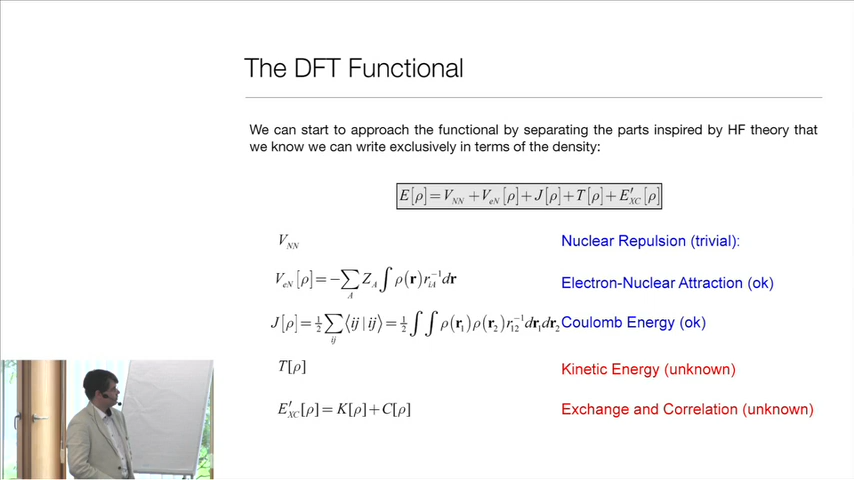 The DFT Functional
We can start to approach the functional by separating the parts inspired by HF theory that
we know we can write exclusively in terms of the density:
E[ρ] = V_NN + V_eN[ρ] + J[ρ] + T[ρ] + E′_XC[ρ]
V_NN Nuclear Repulsion (trivial):
V_eN[ρ] = −∑_A Z_A ∫ ρ(r) r_iA^−1 dr Electron-Nuclear Attraction (ok)
J[ρ] = ½ ∑_ij ⟨ij | ij⟩ = ½ ∫ ∫ ρ(r_1) ρ(r_2) r_12^−1 dr_1 dr_2 Coulomb Energy (ok)
T[ρ] Kinetic Energy (unknown)
E′_XC[ρ] = K[ρ] + C[ρ] Exchange and Correlation (unknown)